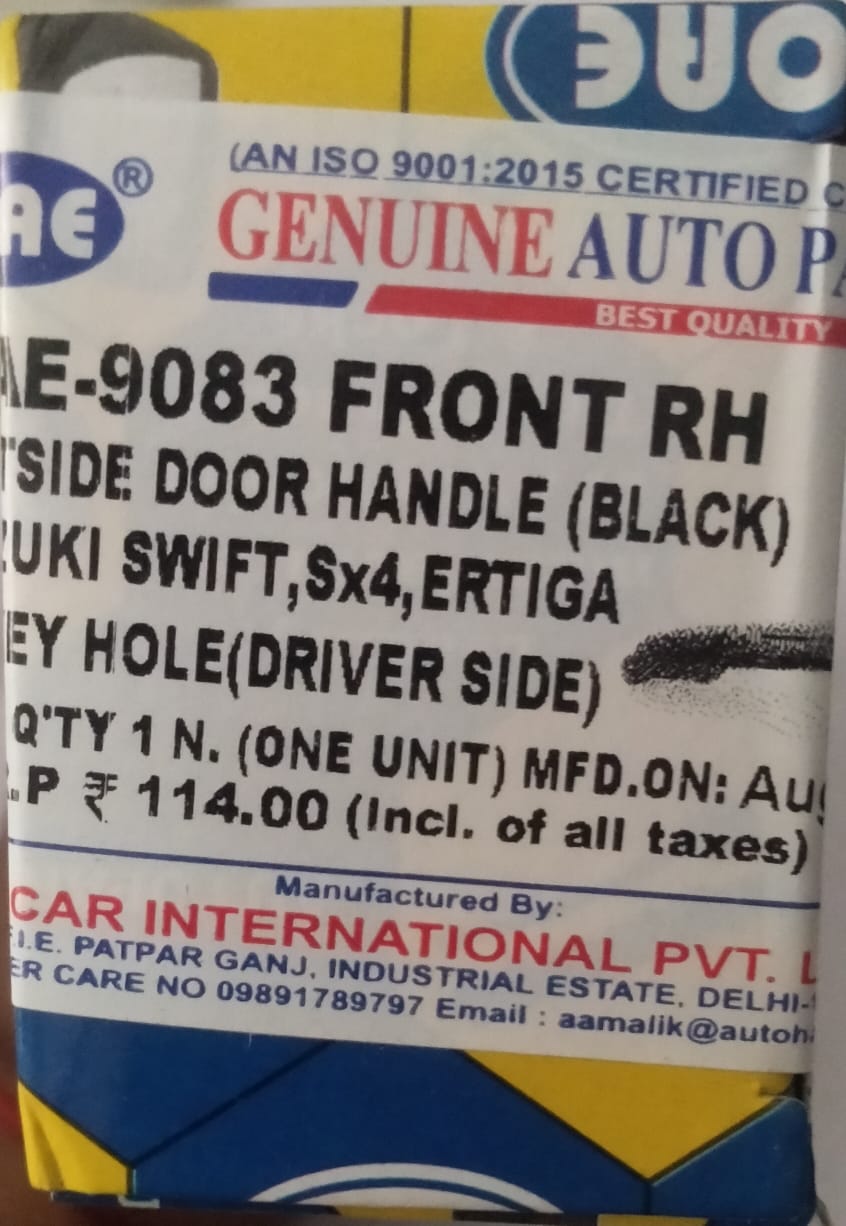 (AN ISO 9001:2015 CERTIFIED C
AE®
GENUINE AUTO PA
BEST QUALITY
AE-9083 FRONT RH
TSIDE DOOR HANDLE (BLACK)
UKI SWIFT,Sx4,ERTIGA
EY HOLE(DRIVER SIDE)
Q'TY 1 N. (ONE UNIT) MFD.ON: Aug
.P ₹ 114.00 (Incl. of all taxes)
Manufactured By:
CAR INTERNATIONAL PVT. L
.I.E. PATPAR GANJ, INDUSTRIAL ESTATE, DELHI-
ER CARE NO 09891789797 Email : aamalik@autoh